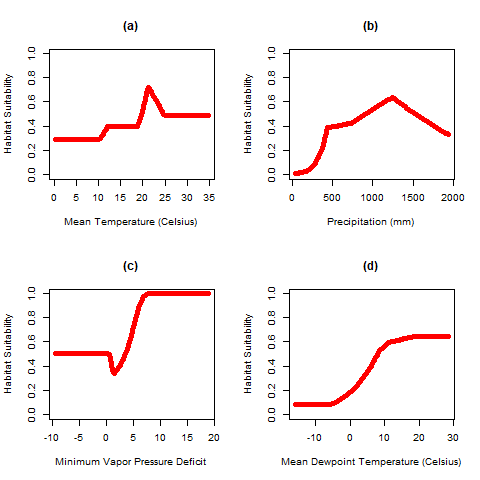 (a)
Habitat Suitability
0.0 0.2 0.4 0.6 0.8 1.0
0 5 10 15 20 25 30 35
Mean Temperature (Celsius)
(b)
Habitat Suitability
0.0 0.2 0.4 0.6 0.8 1.0
0 500 1000 1500 2000
Precipitation (mm)
(c)
Habitat Suitability
0.0 0.2 0.4 0.6 0.8 1.0
-10 -5 0 5 10 15 20
Minimum Vapor Pressure Deficit
(d)
Habitat Suitability
0.0 0.2 0.4 0.6 0.8 1.0
-10 0 10 20 30
Mean Dewpoint Temperature (Celsius)